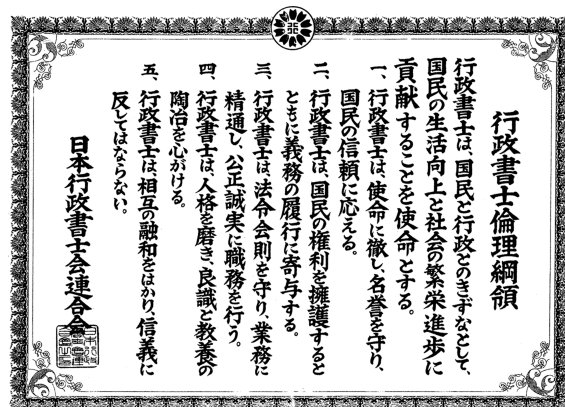 行政書士倫理綱領
行政書士は、国民と行政とのきずなとして、
国民の生活向上と社会の繁栄進歩に
貢献することを使命とする。
一、行政書士は、使命に徹し、名誉を守り、
国民の信頼に応える。
二、行政書士は、国民の権利を擁護すると
ともに義務の履行に寄与する。
三、行政書士は、法令会則を守り、業務に
精通し、公正誠実に職務を行う。
四、行政書士は、人格を磨き、良識と教養の
陶冶を心がける。
五、行政書士は、相互の融和をはかり、信義に
反してはならない。
日本行政書士会連合会